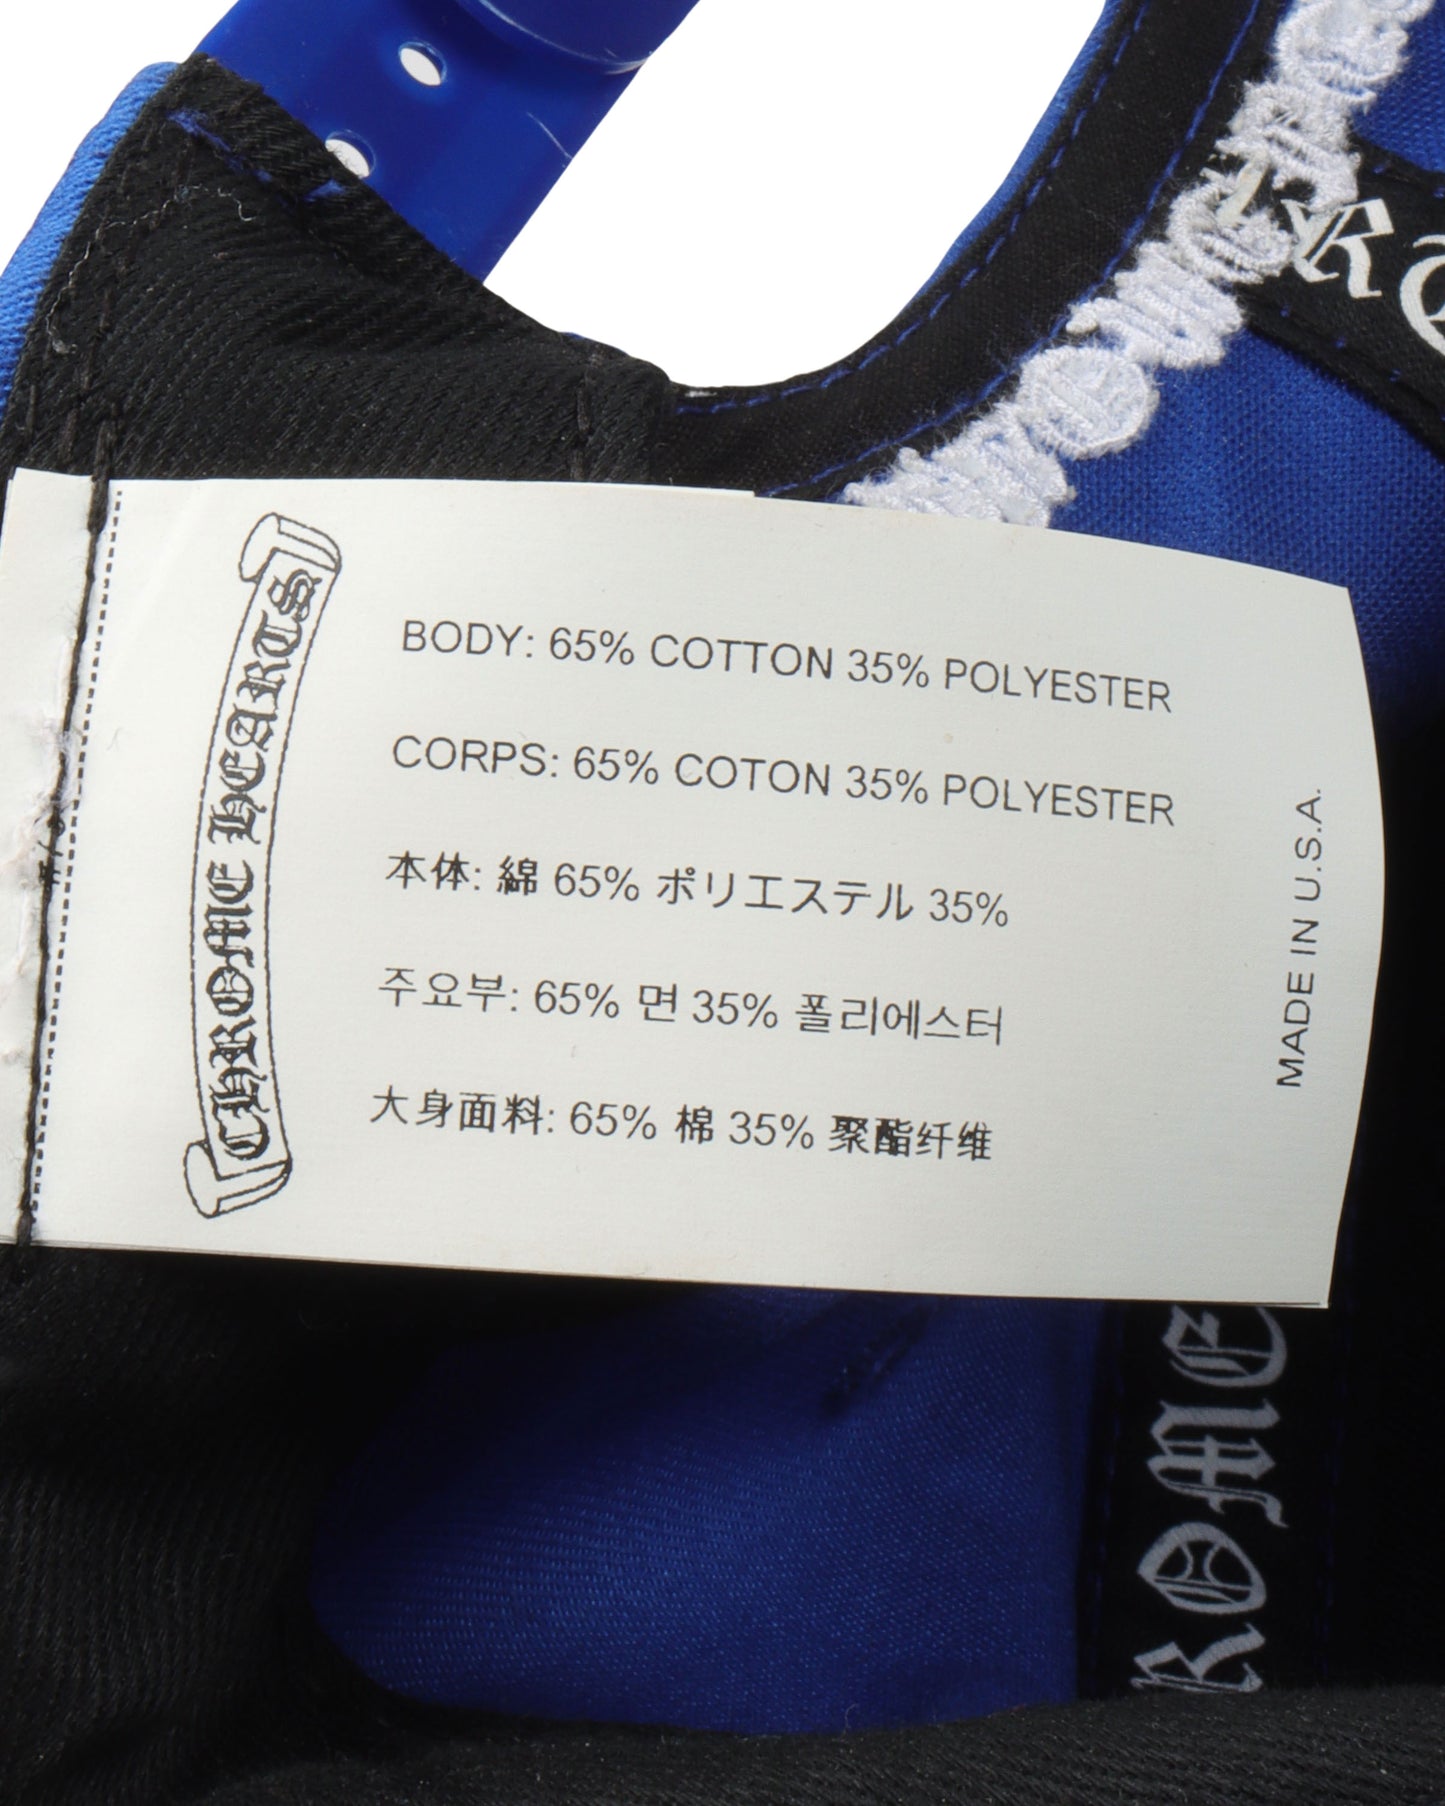 CHROME HEARTS
BODY: 65% COTTON 35% POLYESTER
CORPS: 65% COTON 35% POLYESTER
本体: 綿 65% ポリエステル 35%
주요부: 65% 면 35% 폴리에스터
大身面料: 65% 棉 35% 聚酯纤维
MADE IN U.S.A.
ROME